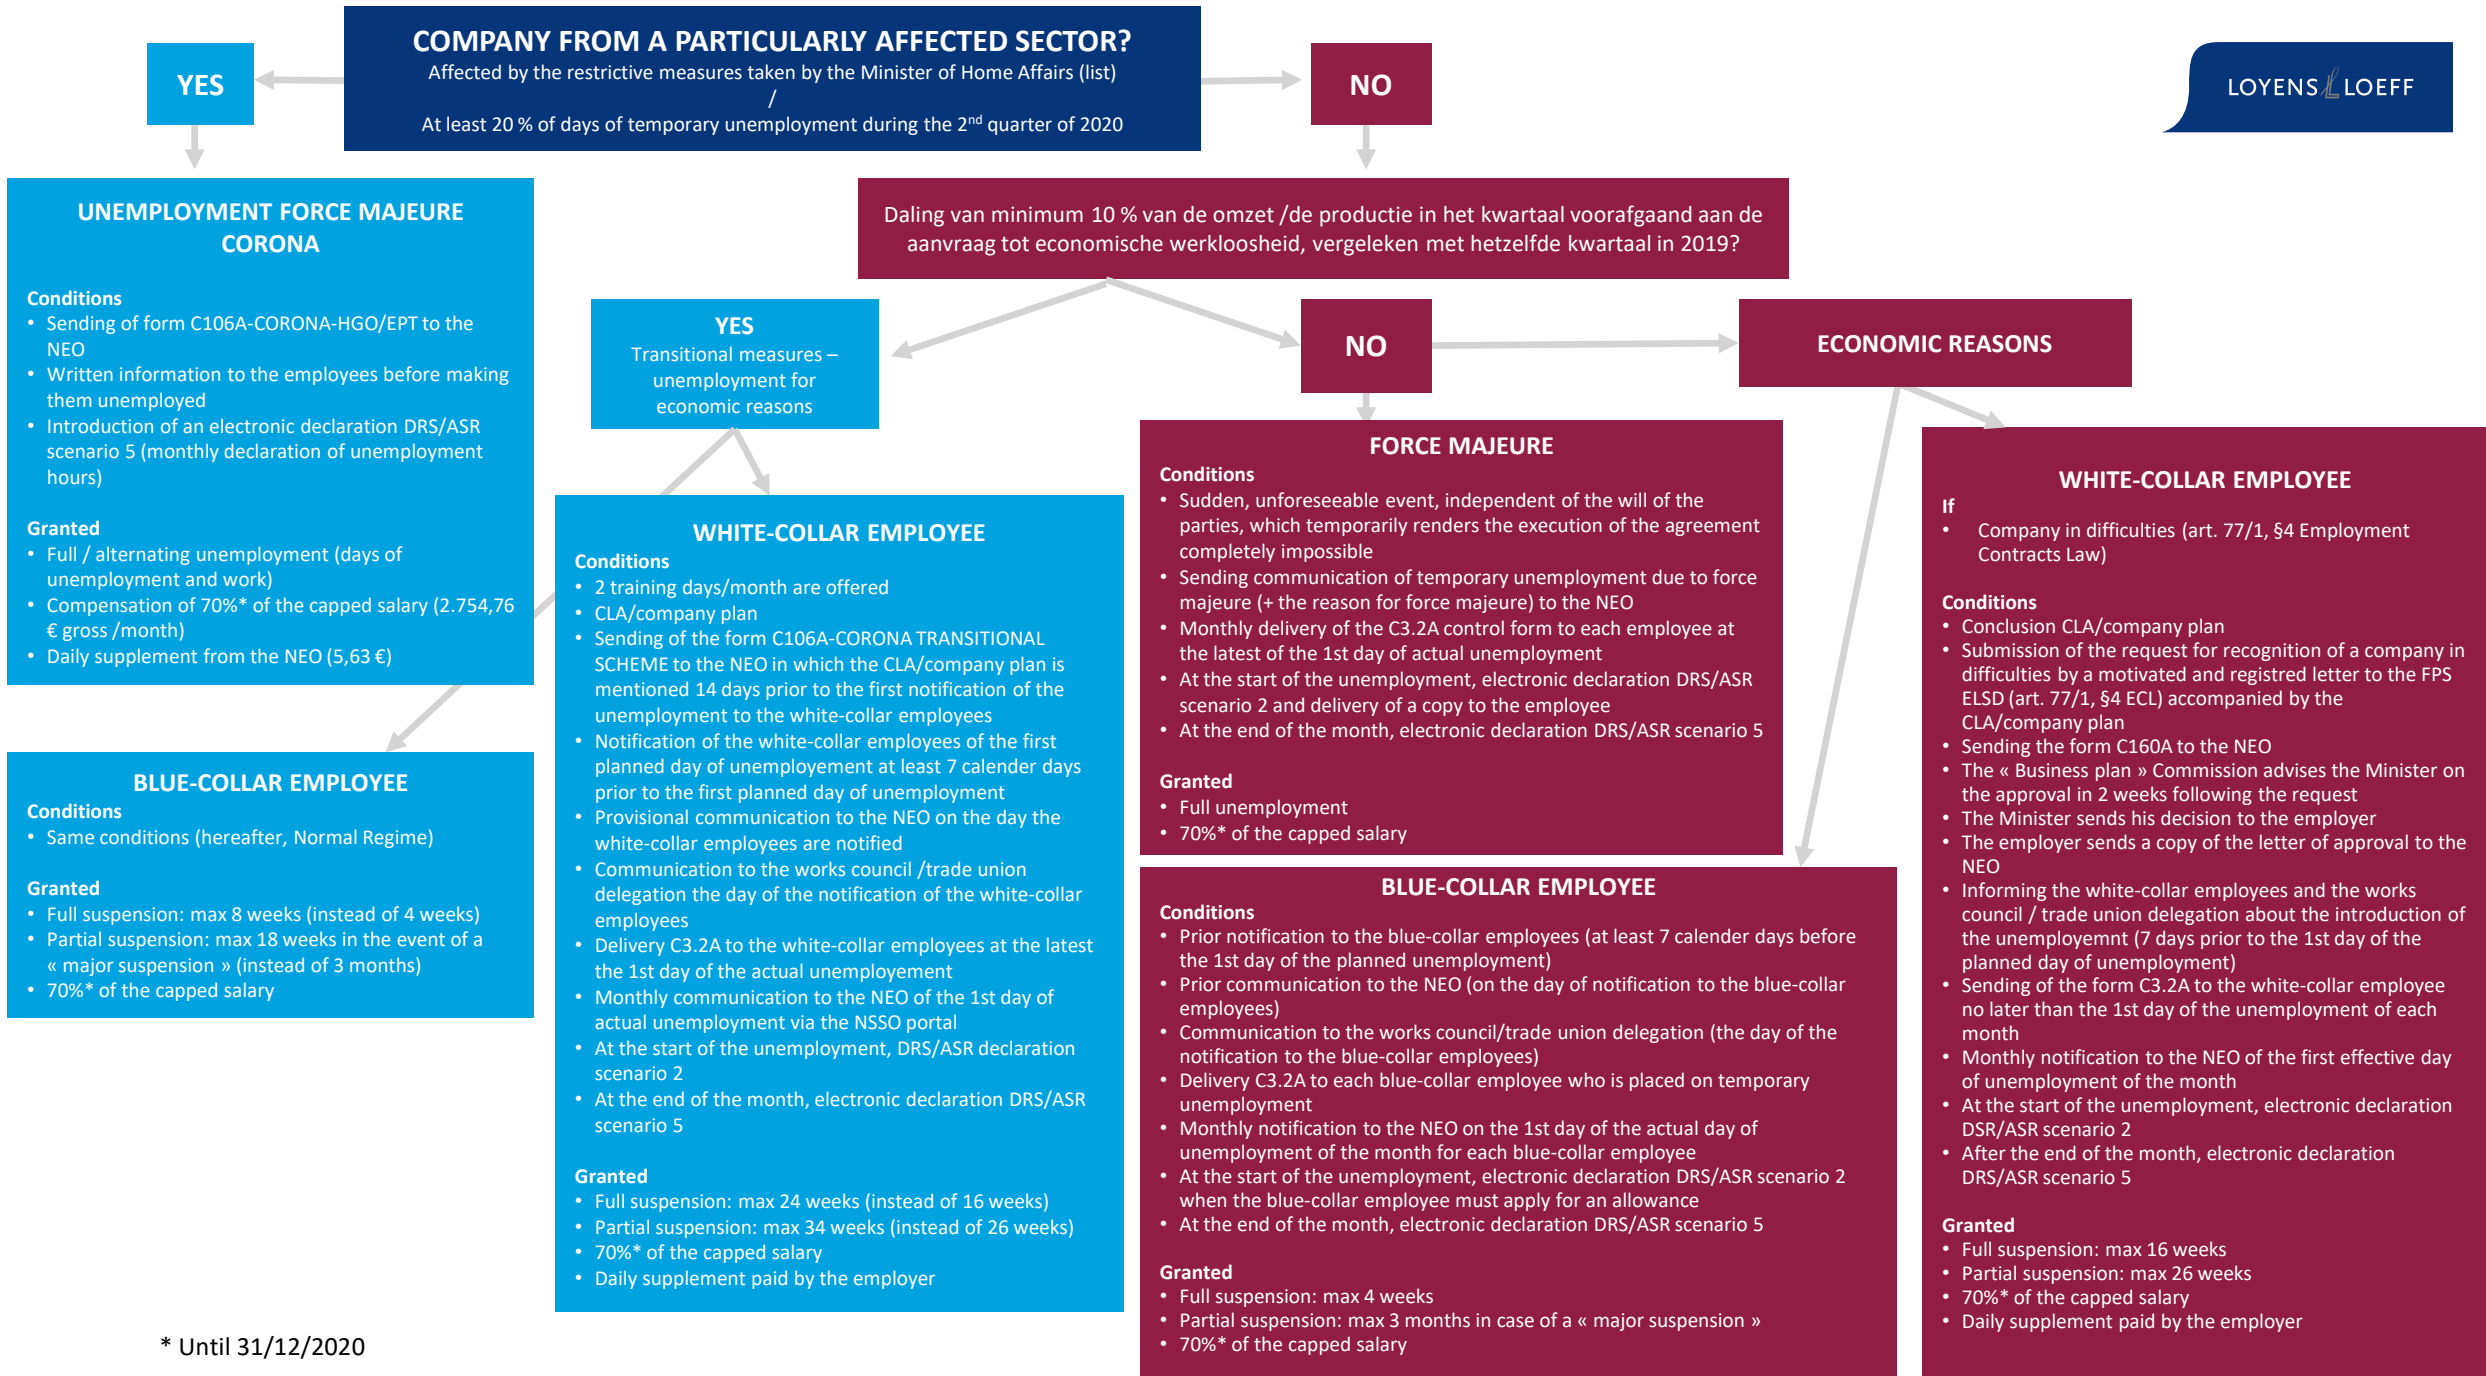 COMPANY FROM A PARTICULARLY AFFECTED SECTOR?
Affected by the restrictive measures taken by the Minister of Home Affairs (list)
/
At least 20 % of days of temporary unemployment during the 2nd quarter of 2020
YES
NO
LOYENS LOEFF
UNEMPLOYMENT FORCE MAJEURE
CORONA
Conditions
• Sending of form C106A-CORONA-HGO/EPT to the
NEO
• Written information to the employees before making
them unemployed
• Introduction of an electronic declaration DRS/ASR
scenario 5 (monthly declaration of unemployment
hours)
Granted
• Full / alternating unemployment (days of
unemployment and work)
• Compensation of 70%* of the capped salary (2.754,76
€ gross /month)
• Daily supplement from the NEO (5,63 €)
Daling van minimum 10 % van de omzet /de productie in het kwartaal voorafgaand aan de
aanvraag tot economische werkloosheid, vergeleken met hetzelfde kwartaal in 2019?
YES
Transitional measures –
unemployment for
economic reasons
NO
ECONOMIC REASONS
BLUE-COLLAR EMPLOYEE
Conditions
• Same conditions (hereafter, Normal Regime)
Granted
• Full suspension: max 8 weeks (instead of 4 weeks)
• Partial suspension: max 18 weeks in the event of a
« major suspension » (instead of 3 months)
• 70%* of the capped salary
WHITE-COLLAR EMPLOYEE
Conditions
• 2 training days/month are offered
• CLA/company plan
• Sending of the form C106A-CORONA TRANSITIONAL
SCHEME to the NEO in which the CLA/company plan is
mentioned 14 days prior to the first notification of the
unemployment to the white-collar employees
• Notification of the white-collar employees of the first
planned day of unemployement at least 7 calender days
prior to the first planned day of unemployment
• Provisional communication to the NEO on the day the
white-collar employees are notified
• Communication to the works council /trade union
delegation the day of the notification of the white-collar
employees
• Delivery C3.2A to the white-collar employees at the latest
the 1st day of the actual unemployement
• Monthly communication to the NEO of the 1st day of
actual unemployment via the NSSO portal
• At the start of the unemployment, DRS/ASR declaration
scenario 2
• At the end of the month, electronic declaration DRS/ASR
scenario 5
Granted
• Full suspension: max 24 weeks (instead of 16 weeks)
• Partial suspension: max 34 weeks (instead of 26 weeks)
• 70%* of the capped salary
• Daily supplement paid by the employer
FORCE MAJEURE
Conditions
• Sudden, unforeseeable event, independent of the will of the
parties, which temporarily renders the execution of the agreement
completely impossible
• Sending communication of temporary unemployment due to force
majeure (+ the reason for force majeure) to the NEO
• Monthly delivery of the C3.2A control form to each employee at
the latest of the 1st day of actual unemployment
• At the start of the unemployment, electronic declaration DRS/ASR
scenario 2 and delivery of a copy to the employee
• At the end of the month, electronic declaration DRS/ASR scenario 5
Granted
• Full unemployment
• 70%* of the capped salary
BLUE-COLLAR EMPLOYEE
Conditions
• Prior notification to the blue-collar employees (at least 7 calender days before
the 1st day of the planned unemployment)
• Prior communication to the NEO (on the day of notification to the blue-collar
employees)
• Communication to the works council/trade union delegation (the day of the
notification to the blue-collar employees)
• Delivery C3.2A to each blue-collar employee who is placed on temporary
unemployment
• Monthly notification to the NEO on the 1st day of the actual day of
unemployment of the month for each blue-collar employee
• At the start of the unemployment, electronic declaration DRS/ASR scenario 2
when the blue-collar employee must apply for an allowance
• At the end of the month, electronic declaration DRS/ASR scenario 5
Granted
• Full suspension: max 4 weeks
• Partial suspension: max 3 months in case of a « major suspension »
• 70%* of the capped salary
WHITE-COLLAR EMPLOYEE
If
• Company in difficulties (art. 77/1, §4 Employment
Contracts Law)
Conditions
• Conclusion CLA/company plan
• Submission of the request for recognition of a company in
difficulties by a motivated and registred letter to the FPS
ELSD (art. 77/1, §4 ECL) accompanied by the
CLA/company plan
• Sending the form C160A to the NEO
• The « Business plan » Commission advises the Minister on
the approval in 2 weeks following the request
• The Minister sends his decision to the employer
• The employer sends a copy of the letter of approval to the
NEO
• Informing the white-collar employees and the works
council / trade union delegation about the introduction of
the unemployemnt (7 days prior to the 1st day of the
planned day of unemployment)
• Sending of the form C3.2A to the white-collar employee
no later than the 1st day of the unemployment of each
month
• Monthly notification to the NEO of the first effective day
of unemployment of the month
• At the start of the unemployment, electronic declaration
DSR/ASR scenario 2
• After the end of the month, electronic declaration
DRS/ASR scenario 5
Granted
• Full suspension: max 16 weeks
• Partial suspension: max 26 weeks
• 70%* of the capped salary
• Daily supplement paid by the employer
* Until 31/12/2020